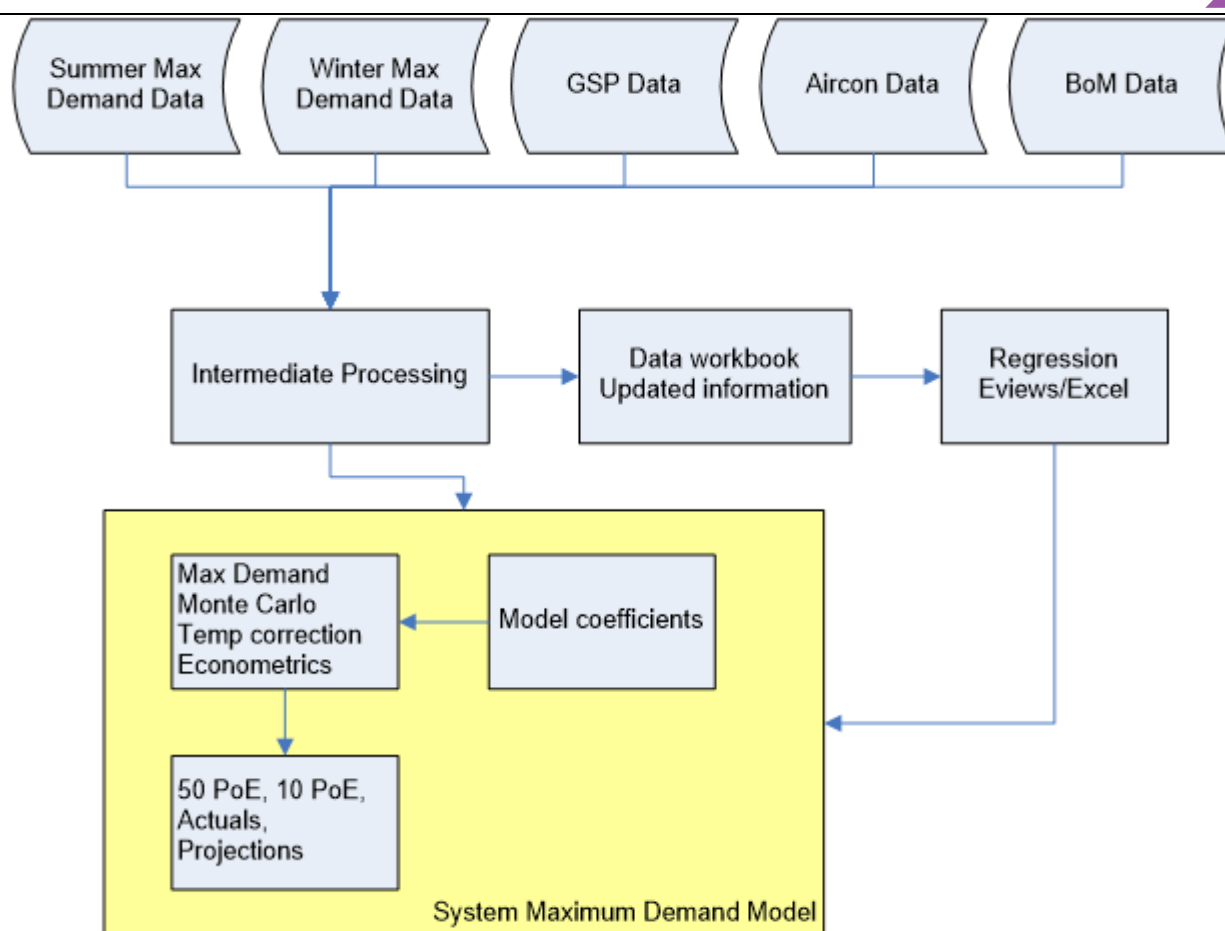 Summer Max
Demand Data
Winter Max
Demand Data
GSP Data
Aircon Data
BoM Data
Intermediate Processing
Data workbook
Updated information
Regression
Eviews/Excel
Max Demand
Monte Carlo
Temp correction
Econometrics
Model coefficients
50 PoE, 10 PoE,
Actuals,
Projections
System Maximum Demand Model